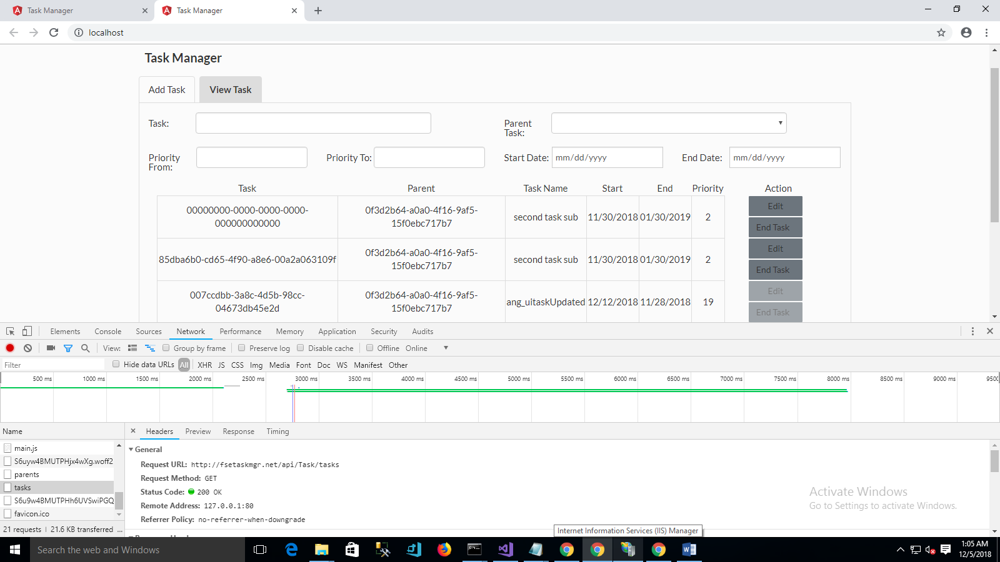 Task Manager
Task Manager
localhost
Task Manager
Add Task
View Task
Task:
Parent Task:
Priority From:
Priority To:
Start Date:
mm/dd/yyyy
End Date:
mm/dd/yyyy
Task Parent Task Name Start End Priority Action
00000000-0000-0000-0000-
000000000000
0f3d2b64-a0a0-4f16-9af5-
15f0ebc717b7
second task sub 11/30/2018 01/30/2019 2
Edit
End Task
85dba6b0-cd65-4f90-a8e6-00a2a063109f
0f3d2b64-a0a0-4f16-9af5-
15f0ebc717b7
second task sub 11/30/2018 01/30/2019 2
Edit
End Task
007ccdbb-3a8c-4d5b-98cc-
04673db45e2d
0f3d2b64-a0a0-4f16-9af5-
15f0ebc717b7
ang_uitaskUpdated 12/12/2018 11/28/2018 19
Edit
End Task
Elements Console Sources Network Performance Memory Application Security Audits
View: Group by frame Preserve log Disable cache Offline Online
Filter Hide data URLs All XHR JS CSS Img Media Font Doc WS Manifest Other
500 ms 1000 ms 1500 ms 2000 ms 2500 ms 3000 ms 3500 ms 4000 ms 4500 ms 5000 ms 5500 ms 6000 ms 6500 ms 7000 ms 7500 ms 8000 ms 8500 ms 9000 ms 950(
Name
Headers Preview Response Timing
main.js
S6uyw4BMUTPHjx4wXg.woff2
parents
tasks
S6u9w4BMUTPHh6UVSwiPGQ
favicon.ico
21 requests | 21.6 KB transferred ...
General
Request URL: http://fsetaskmgr.net/api/Task/tasks
Request Method: GET
Status Code: 200 OK
Remote Address: 127.0.0.1:80
Referrer Policy: no-referrer-when-downgrade
Activate Windows
Go to Settings to activate Windows.
Internet Information Services (IIS) Manager
Search the web and Windows
1:05 AM
12/5/2018